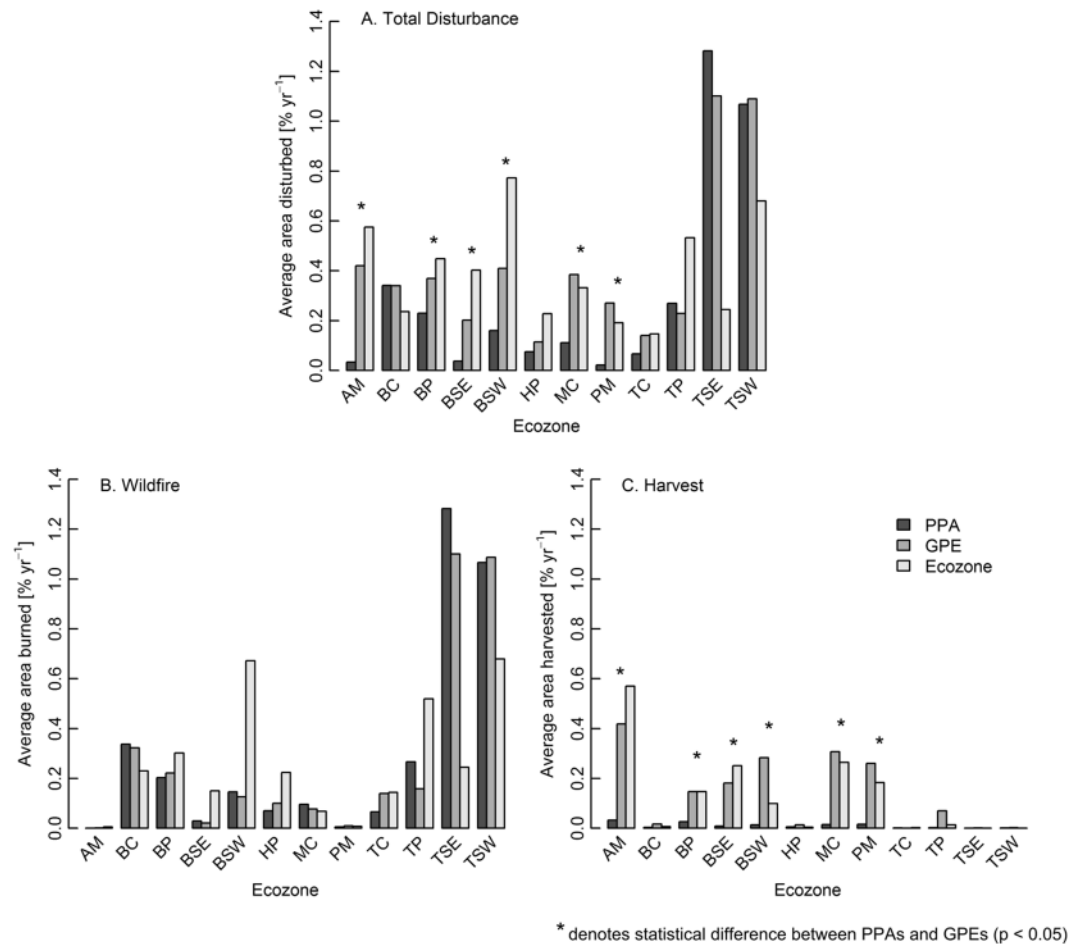 A. Total Disturbance
Average area disturbed [% yr⁻¹]
1.4
1.2
1.0
0.8
0.6
0.4
0.2
0.0
* * * * * *
AM BC BP BSE BSW HP MC PM TC TP TSE TSW
Ecozone
B. Wildfire
Average area burned [% yr⁻¹]
1.4
1.2
1.0
0.8
0.6
0.4
0.2
0.0
AM BC BP BSE BSW HP MC PM TC TP TSE TSW
Ecozone
C. Harvest
Average area harvested [% yr⁻¹]
1.4
1.2
1.0
0.8
0.6
0.4
0.2
0.0
PPA
GPE
Ecozone
* * * * * *
AM BC BP BSE BSW HP MC PM TC TP TSE TSW
Ecozone
* denotes statistical difference between PPAs and GPEs (p < 0.05)